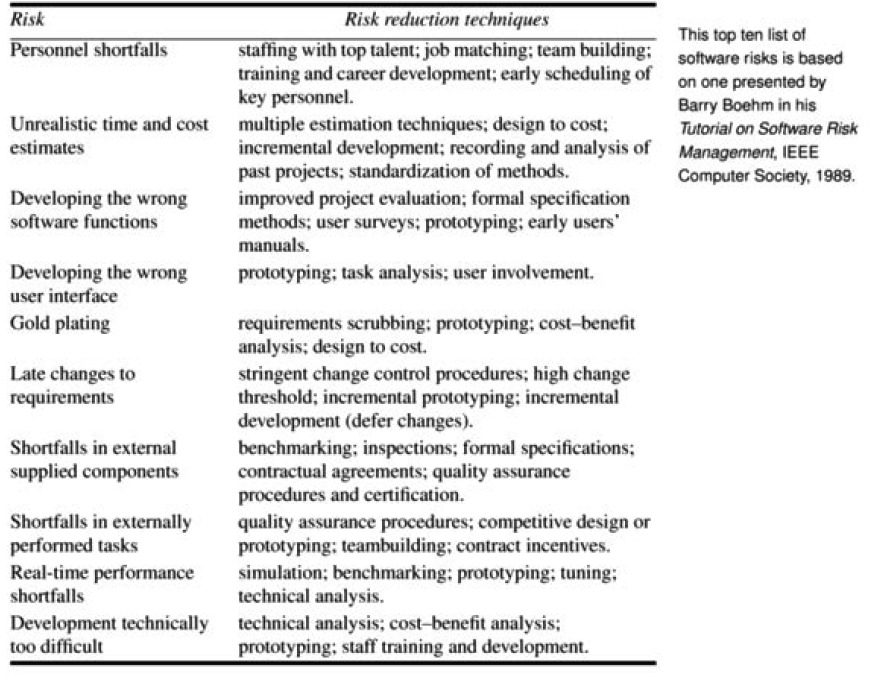 Risk Risk reduction techniques
Personnel shortfalls staffing with top talent; job matching; team building;
training and career development; early scheduling of
key personnel.
Unrealistic time and cost multiple estimation techniques; design to cost;
estimates incremental development; recording and analysis of
past projects; standardization of methods.
Developing the wrong improved project evaluation; formal specification
software functions methods; user surveys; prototyping; early users’
manuals.
Developing the wrong prototyping; task analysis; user involvement.
user interface
Gold plating requirements scrubbing; prototyping; cost–benefit
analysis; design to cost.
Late changes to stringent change control procedures; high change
requirements threshold; incremental prototyping; incremental
development (defer changes).
Shortfalls in external benchmarking; inspections; formal specifications;
supplied components contractual agreements; quality assurance
procedures and certification.
Shortfalls in externally quality assurance procedures; competitive design or
performed tasks prototyping; teambuilding; contract incentives.
Real-time performance simulation; benchmarking; prototyping; tuning;
shortfalls technical analysis.
Development technically technical analysis; cost–benefit analysis;
too difficult prototyping; staff training and development.
This top ten list of
software risks is based
on one presented by
Barry Boehm in his
Tutorial on Software Risk
Management, IEEE
Computer Society, 1989.